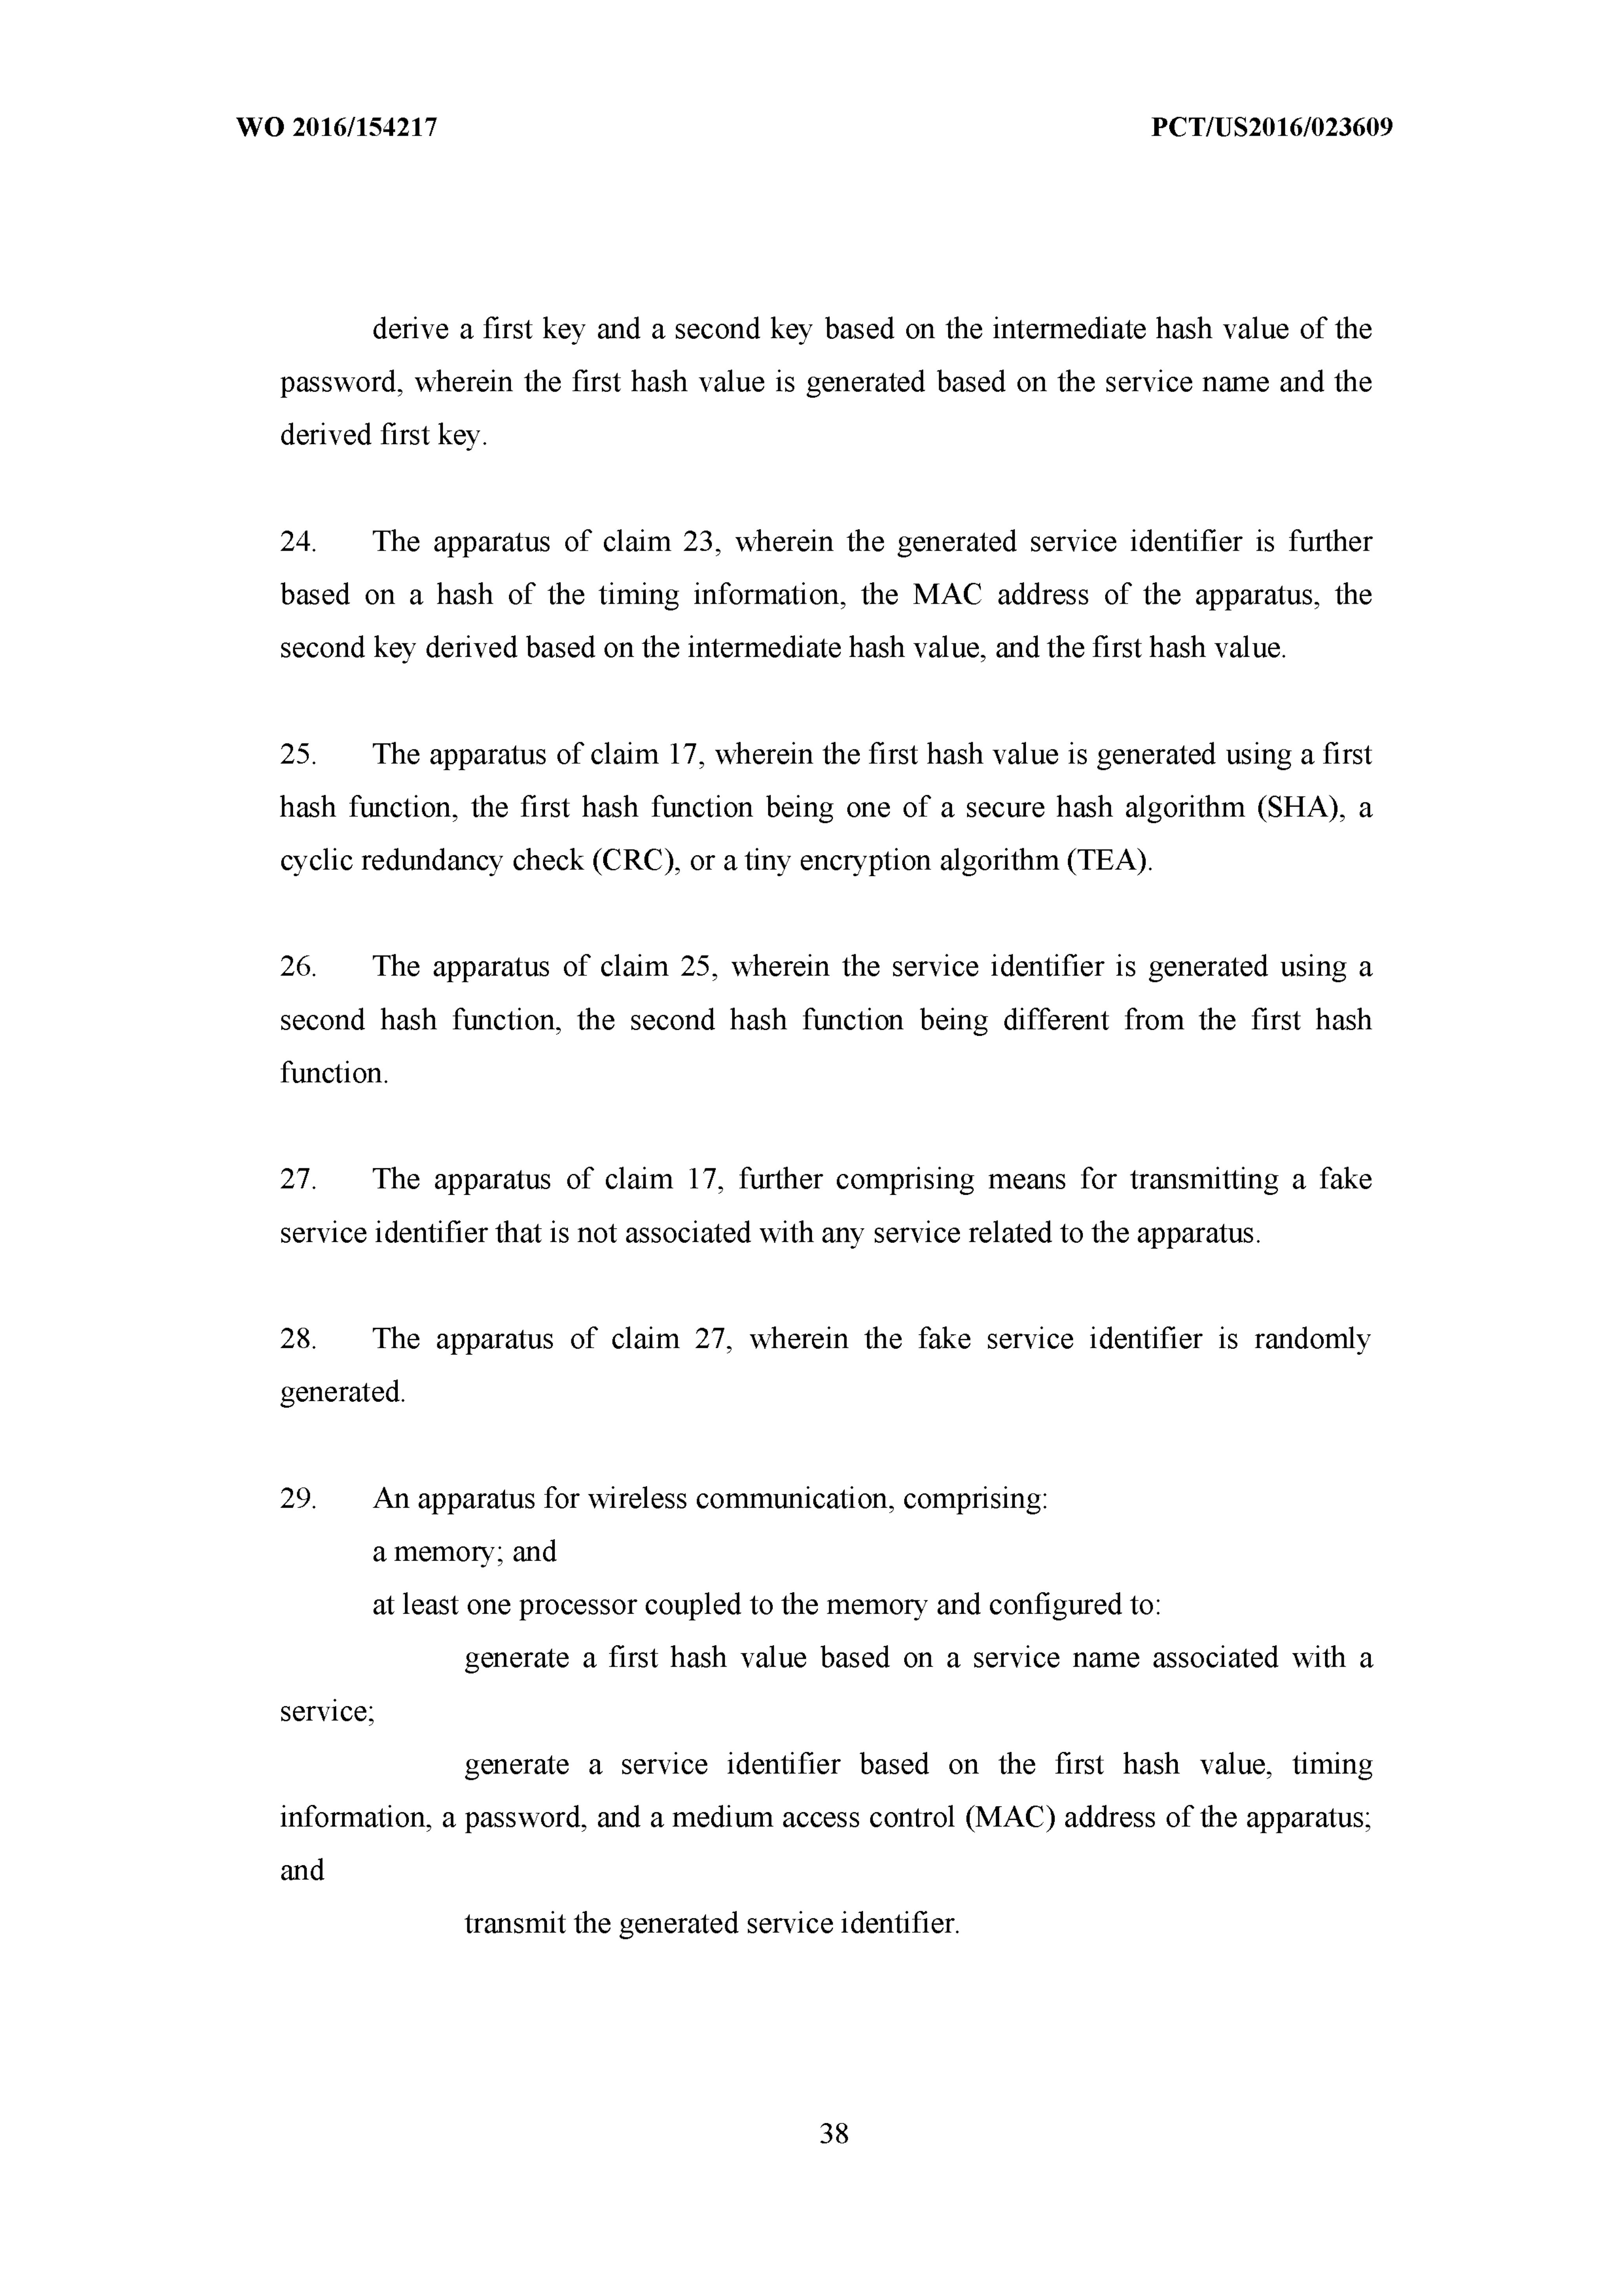 WO 2016/154217 PCT/US2016/023609
derive a first key and a second key based on the intermediate hash value of the
password, wherein the first hash value is generated based on the service name and the
derived first key.
24. The apparatus of claim 23, wherein the generated service identifier is further
based on a hash of the timing information, the MAC address of the apparatus, the
second key derived based on the intermediate hash value, and the first hash value.
25. The apparatus of claim 17, wherein the first hash value is generated using a first
hash function, the first hash function being one of a secure hash algorithm (SHA), a
cyclic redundancy check (CRC), or a tiny encryption algorithm (TEA).
26. The apparatus of claim 25, wherein the service identifier is generated using a
second hash function, the second hash function being different from the first hash
function.
27. The apparatus of claim 17, further comprising means for transmitting a fake
service identifier that is not associated with any service related to the apparatus.
28. The apparatus of claim 27, wherein the fake service identifier is randomly
generated.
29. An apparatus for wireless communication, comprising:
a memory; and
at least one processor coupled to the memory and configured to:
generate a first hash value based on a service name associated with a
service;
generate a service identifier based on the first hash value, timing
information, a password, and a medium access control (MAC) address of the apparatus;
and
transmit the generated service identifier.
38